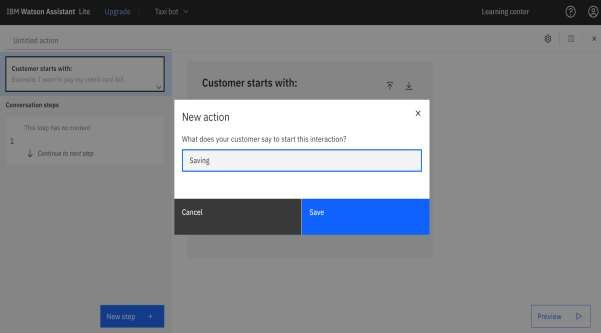 IBM Watson Assistant Lite Upgrade Taxi bot Learning center
Untitled action
Customer starts with:
Example: I want to pay my credit card bill.
Conversation steps
This step has no content
1
Continue to next step
New step +
Customer starts with:
New action X
What does your customer say to start this interaction?
Saving
Cancel Save
Preview